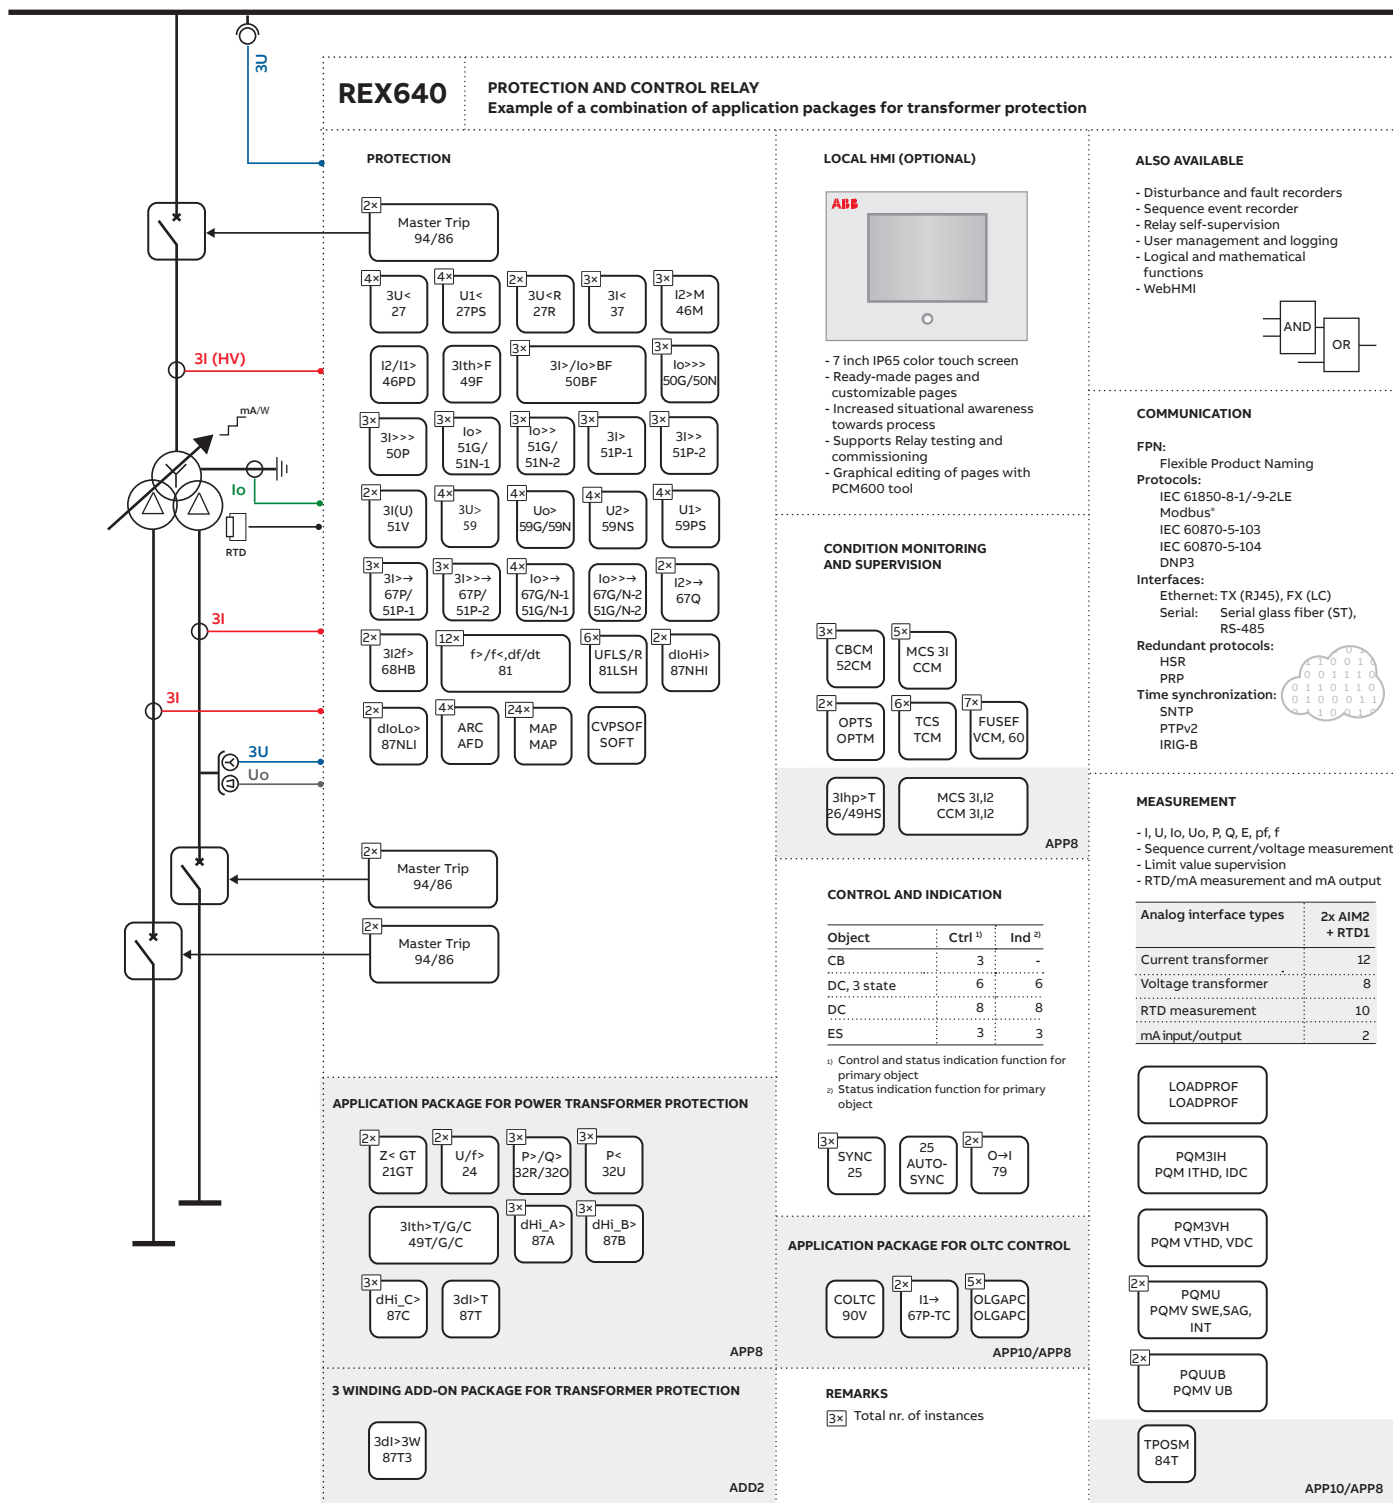 3U
REX640
PROTECTION AND CONTROL RELAY
Example of a combination of application packages for transformer protection
PROTECTION
2×
Master Trip
94/86
4×
3U<
27
4×
U1<
27PS
2×
3U<R
27R
3×
3I<
37
3×
I2>M
46M
3I (HV)
I2/I1>
46PD
3Ith>F
49F
3×
3I>/Io>BF
50BF
3×
Io>>>
50G/50N
mA/W
3×
3I>>>
50P
3×
Io>
51G/
51N-1
3×
Io>>
51G/
51N-2
3×
3I>
51P-1
3×
3I>>
51P-2
Io
RTD
2×
3I(U)
51V
4×
3U>
59
4×
Uo>
59G/59N
4×
U2>
59NS
4×
U1>
59PS
3×
3I>→
67P/
51P-1
3×
3I>>→
67P/
51P-2
4×
Io>→
67G/N-1
51G/N-1
Io>>→
67G/N-2
51G/N-2
2×
I2>→
67Q
3I
2×
3I2f>
68HB
12×
f>/f<,df/dt
81
6×
UFLS/R
81LSH
2×
dIoHi>
87NHI
3I
2×
dIoLo>
87NLI
4×
ARC
AFD
24×
MAP
MAP
CVPSOF
SOFT
3U
Uo
2×
Master Trip
94/86
2×
Master Trip
94/86
APPLICATION PACKAGE FOR POWER TRANSFORMER PROTECTION
2×
Z< GT
21GT
2×
U/f>
24
3×
P>/Q>
32R/32O
3×
P<
32U
3Ith>T/G/C
49T/G/C
3×
dHi_A>
87A
3×
dHi_B>
87B
3×
dHi_C>
87C
3dI>T
87T
APP8
3 WINDING ADD-ON PACKAGE FOR TRANSFORMER PROTECTION
3dI>3W
87T3
ADD2
LOCAL HMI (OPTIONAL)
ABB
- 7 inch IP65 color touch screen
- Ready-made pages and
customizable pages
- Increased situational awareness
towards process
- Supports Relay testing and
commissioning
- Graphical editing of pages with
PCM600 tool
CONDITION MONITORING
AND SUPERVISION
3×
CBCM
52CM
5×
MCS 3I
CCM
2×
OPTS
OPTM
6×
TCS
TCM
7×
FUSEF
VCM, 60
3Ihp>T
26/49HS
MCS 3I,I2
CCM 3I,I2
APP8
CONTROL AND INDICATION
Object Ctrl 1) Ind 2)
CB 3 -
DC, 3 state 6 6
DC 8 8
ES 3 3
1) Control and status indication function for
primary object
2) Status indication function for primary
object
3×
SYNC
25
25
AUTO-
SYNC
2×
O→I
79
APPLICATION PACKAGE FOR OLTC CONTROL
COLTC
90V
2×
I1→
67P-TC
5×
OLGAPC
OLGAPC
APP10/APP8
REMARKS
3× Total nr. of instances
ALSO AVAILABLE
- Disturbance and fault recorders
- Sequence event recorder
- Relay self-supervision
- User management and logging
- Logical and mathematical
functions
- WebHMI
AND
OR
COMMUNICATION
FPN:
Flexible Product Naming
Protocols:
IEC 61850-8-1/-9-2LE
Modbus®
IEC 60870-5-103
IEC 60870-5-104
DNP3
Interfaces:
Ethernet: TX (RJ45), FX (LC)
Serial: Serial glass fiber (ST),
RS-485
Redundant protocols:
HSR
PRP
Time synchronization:
SNTP
PTPv2
IRIG-B
MEASUREMENT
- I, U, Io, Uo, P, Q, E, pf, f
- Sequence current/voltage measurement
- Limit value supervision
- RTD/mA measurement and mA output
Analog interface types 2x AIM2
+ RTD1
Current transformer 12
Voltage transformer 8
RTD measurement 10
mA input/output 2
LOADPROF
LOADPROF
PQM3IH
PQM ITHD, IDC
PQM3VH
PQM VTHD, VDC
2×
PQMU
PQMV SWE,SAG,
INT
2×
PQUUB
PQMV UB
TPOSM
84T
APP10/APP8